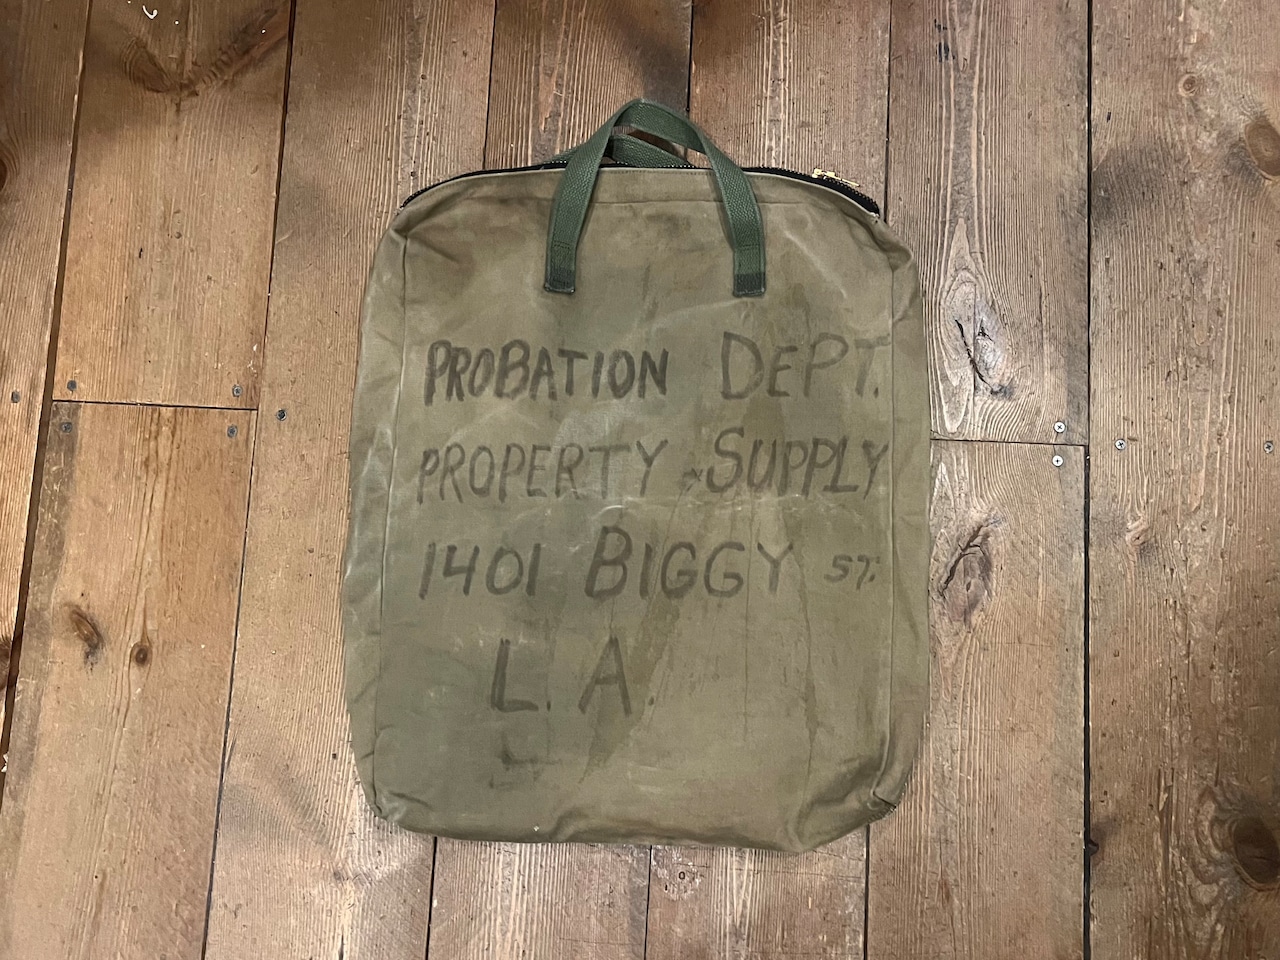 PROBATION DEPT.
PROPERTY - SUPPLY
1401 BIGGY ST.
L.A.